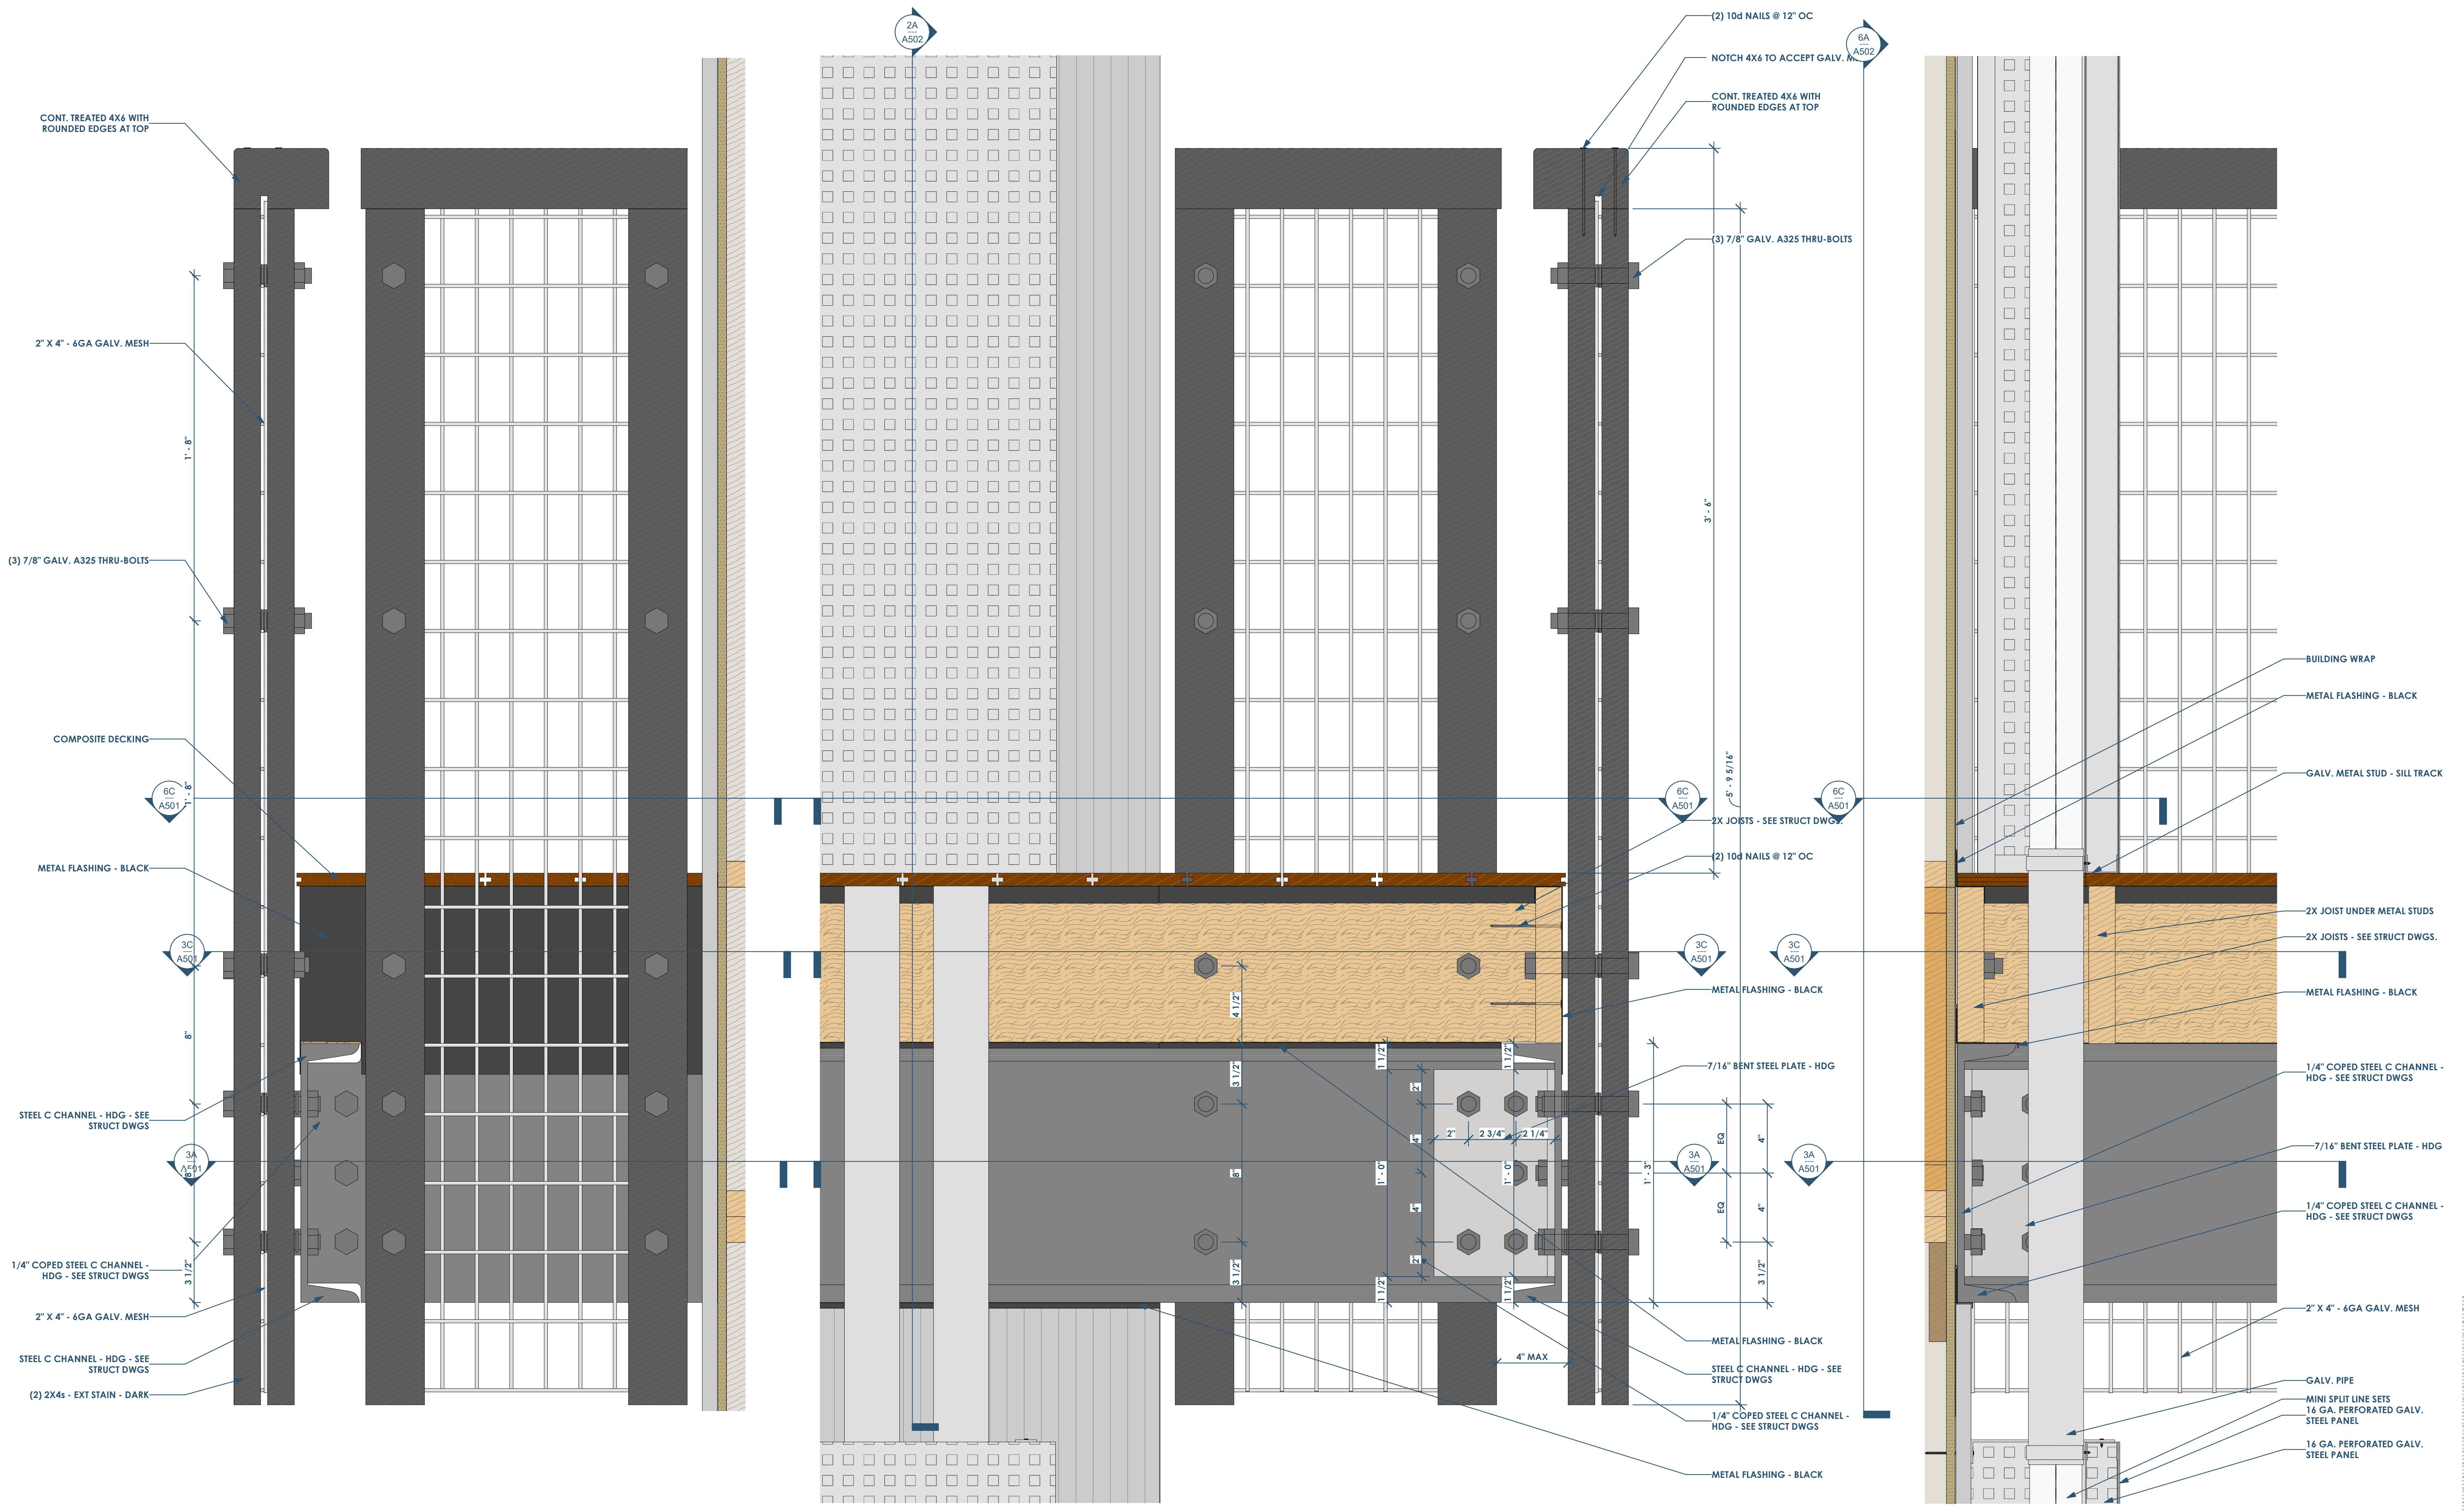 2A
A502
(2) 10d NAILS @ 12" OC
6A
A502
NOTCH 4X6 TO ACCEPT GALV.
CONT. TREATED 4X6 WITH
ROUNDED EDGES AT TOP
CONT. TREATED 4X6 WITH
ROUNDED EDGES AT TOP
(3) 7/8" GALV. A325 THRU-BOLTS
2" X 4" - 6GA GALV. MESH
1' - 8"
3' - 6"
(3) 7/8" GALV. A325 THRU-BOLTS
BUILDING WRAP
METAL FLASHING - BLACK
COMPOSITE DECKING
5' - 9 5/16"
GALV. METAL STUD - SILL TRACK
6C
A501
1' - 8"
6C
A501
6C
A501
2X JOISTS - SEE STRUCT DWGS.
(2) 10d NAILS @ 12" OC
METAL FLASHING - BLACK
2X JOIST UNDER METAL STUDS
2X JOISTS - SEE STRUCT DWGS.
3C
A501
3C
A501
3C
A501
METAL FLASHING - BLACK
METAL FLASHING - BLACK
4 1/2"
8"
3 1/2"
1 1/2"
1 1/2"
7/16" BENT STEEL PLATE - HDG
1/4" COPED STEEL C CHANNEL -
HDG - SEE STRUCT DWGS
STEEL C CHANNEL - HDG - SEE
STRUCT DWGS
2"
2"
2 3/4"
2 1/4"
4"
EQ
4"
7/16" BENT STEEL PLATE - HDG
3A
A501
8"
8"
1' - 0"
1' - 0"
1' - 3"
3A
A501
3A
A501
4"
EQ
4"
1/4" COPED STEEL C CHANNEL -
HDG - SEE STRUCT DWGS
1/4" COPED STEEL C CHANNEL -
HDG - SEE STRUCT DWGS
3 1/2"
3 1/2"
2"
1 1/2"
1 1/2"
3 1/2"
2" X 4" - 6GA GALV. MESH
2" X 4" - 6GA GALV. MESH
METAL FLASHING - BLACK
STEEL C CHANNEL - HDG - SEE
STRUCT DWGS
4" MAX
STEEL C CHANNEL - HDG - SEE
STRUCT DWGS
GALV. PIPE
(2) 2X4s - EXT STAIN - DARK
MINI SPLIT LINE SETS
16 GA. PERFORATED GALV.
STEEL PANEL
1/4" COPED STEEL C CHANNEL -
HDG - SEE STRUCT DWGS
16 GA. PERFORATED GALV.
STEEL PANEL
METAL FLASHING - BLACK